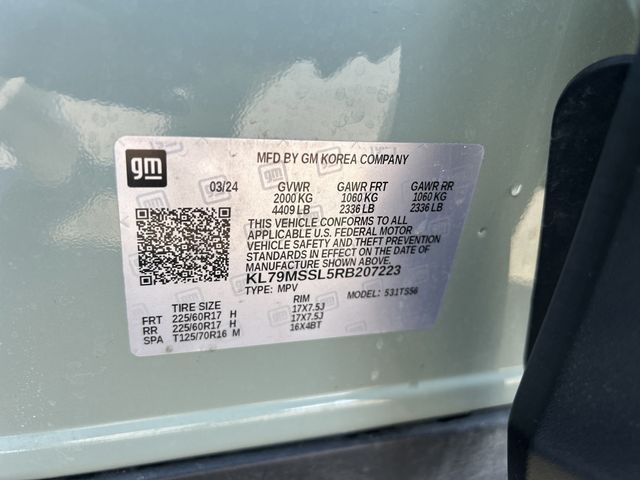 gm
MFD BY GM KOREA COMPANY
03/24 GVWR GAWR FRT GAWR RR
2000 KG 1060 KG 1060 KG
4409 LB 2336 LB 2336 LB
THIS VEHICLE CONFORMS TO ALL
APPLICABLE U.S. FEDERAL MOTOR
VEHICLE SAFETY AND THEFT PREVENTION
STANDARDS IN EFFECT ON THE DATE OF
MANUFACTURE SHOWN ABOVE.
KL79MSSL5RB207223
TYPE: MPV MODEL: 531TS56
TIRE SIZE RIM
FRT 225/60R17 H 17X7.5J
RR 225/60R17 H 17X7.5J
SPA T125/70R16 M 16X4BT